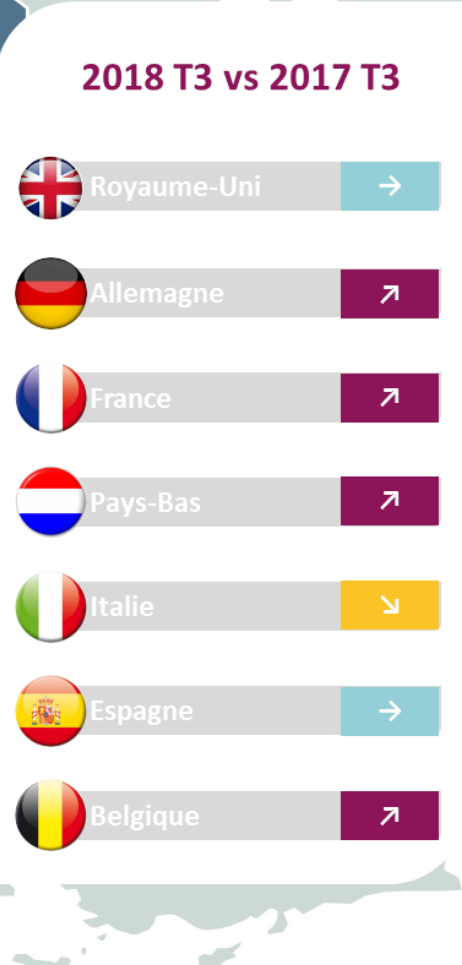 2018 T3 vs 2017 T3
Royaume-Uni →
Allemagne ↗
France ↗
Pays-Bas ↗
Italie ↘
Espagne →
Belgique ↗